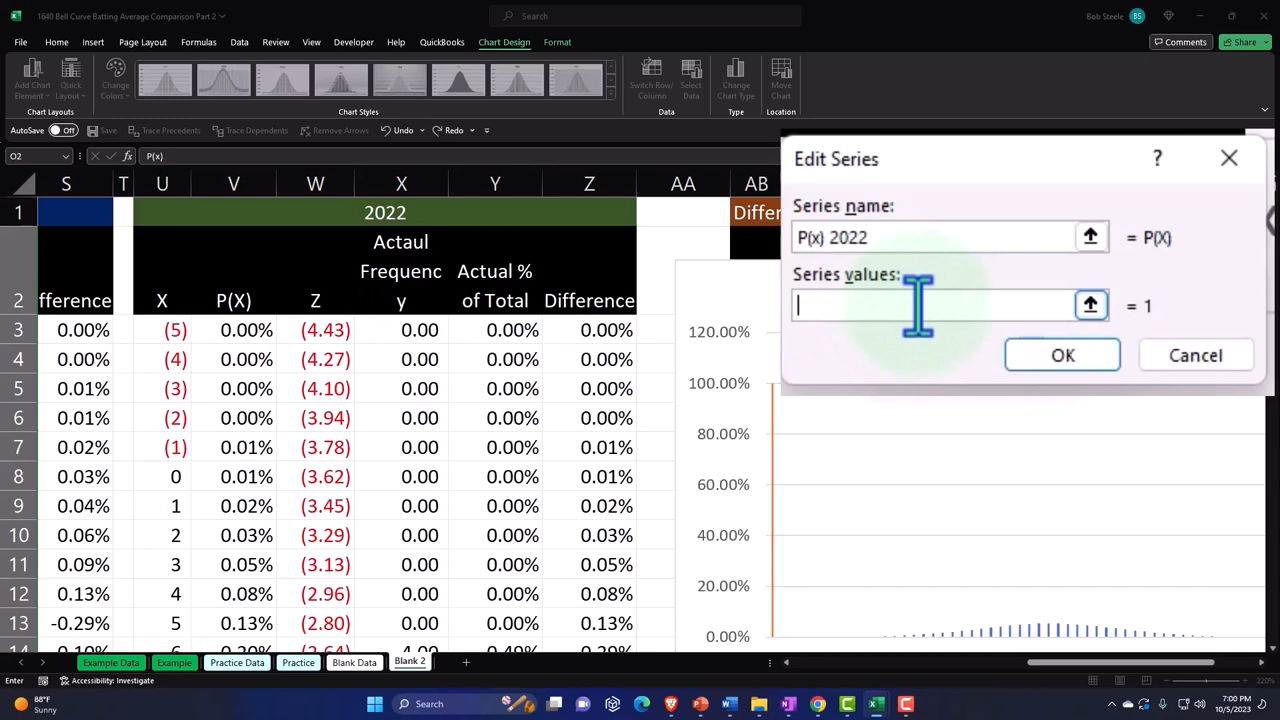 1640 Bell Curve Batting Average Comparison Part 2
Search
Bob Steele BS
File Home Insert Page Layout Formulas Data Review View Developer Help QuickBooks Chart Design Format
Comments Share
Add Chart Element Quick Layout Change Colors Switch Row/ Column Select Data Change Chart Type Move Chart
Chart Layouts Chart Styles Data Type Location
AutoSave Off Save Trace Precedents Trace Dependents Remove Arrows Undo Redo
O2 fx P(x)
Edit Series ?
Series name:
P(x) 2022 = P(X)
Series values:
= 1
OK Cancel
S T U V W X Y Z AA AB
1 2022 Differ
2 fference X P(X) Z Actaul Frequenc y Actual % of Total Difference
3 0.00% (5) 0.00% (4.43) 0.00 0.00% 0.00%
4 0.00% (4) 0.00% (4.27) 0.00 0.00% 0.00%
5 0.01% (3) 0.00% (4.10) 0.00 0.00% 0.00%
6 0.01% (2) 0.00% (3.94) 0.00 0.00% 0.00%
7 0.02% (1) 0.01% (3.78) 0.00 0.00% 0.01%
8 0.03% 0 0.01% (3.62) 0.00 0.00% 0.01%
9 0.04% 1 0.02% (3.45) 0.00 0.00% 0.02%
10 0.06% 2 0.03% (3.29) 0.00 0.00% 0.03%
11 0.09% 3 0.05% (3.13) 0.00 0.00% 0.05%
12 0.13% 4 0.08% (2.96) 0.00 0.00% 0.08%
13 -0.29% 5 0.13% (2.80) 0.00 0.00% 0.13%
120.00%
100.00%
80.00%
60.00%
40.00%
20.00%
0.00%
Example Data Example Practice Data Practice Blank Data Blank 2
Enter Accessibility: Investigate 220%
88°F
Sunny
Search
7:00 PM
10/5/2023